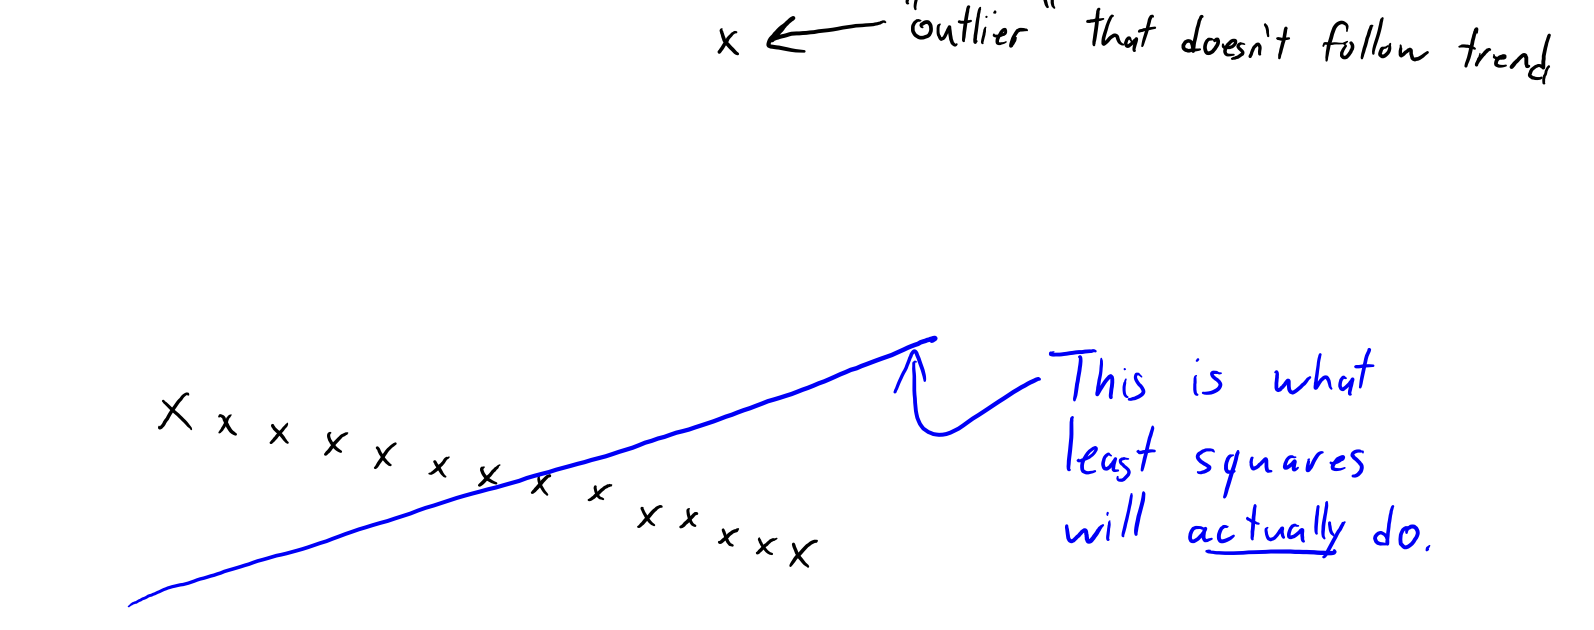 "outlier" that doesn't follow trend
This is what
least squares
will actually do.